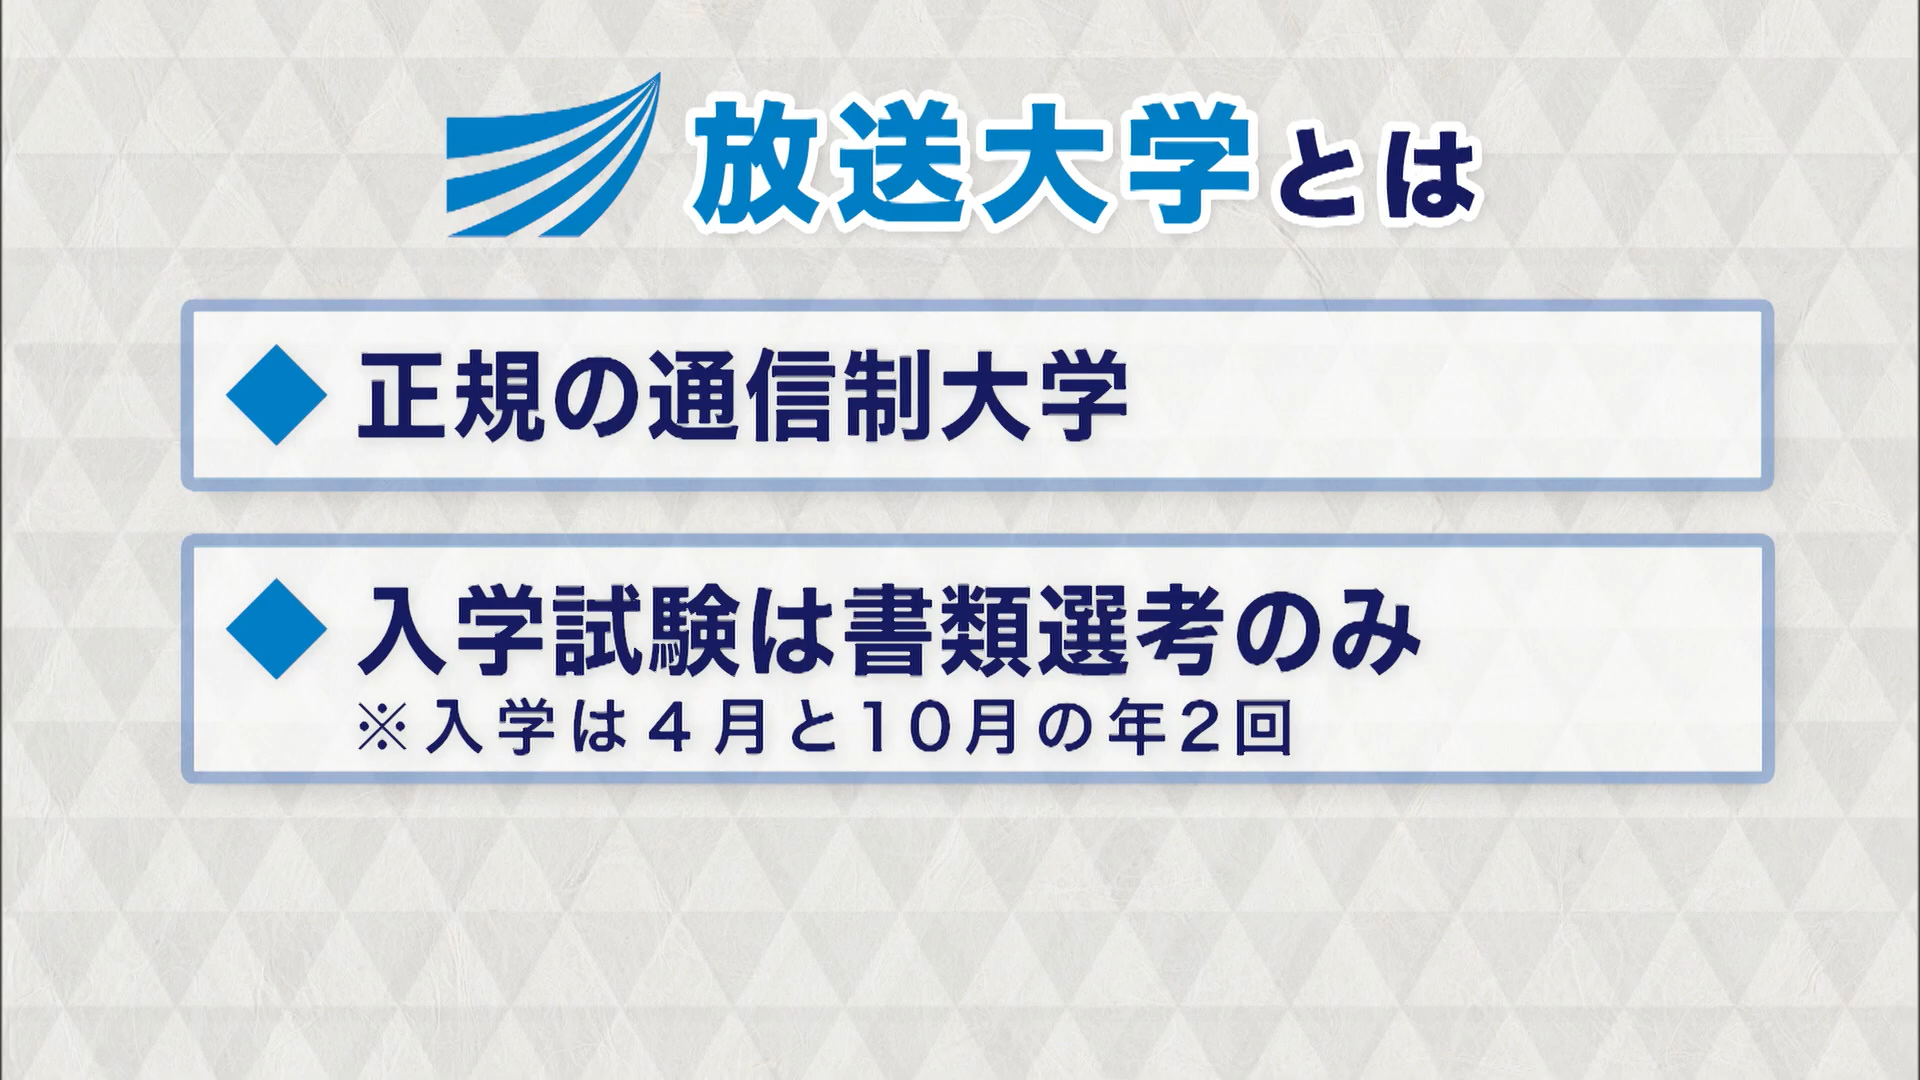 放送大学とは
◆ 正規の通信制大学
◆ 入学試験は書類選考のみ
※入学は4月と10月の年2回